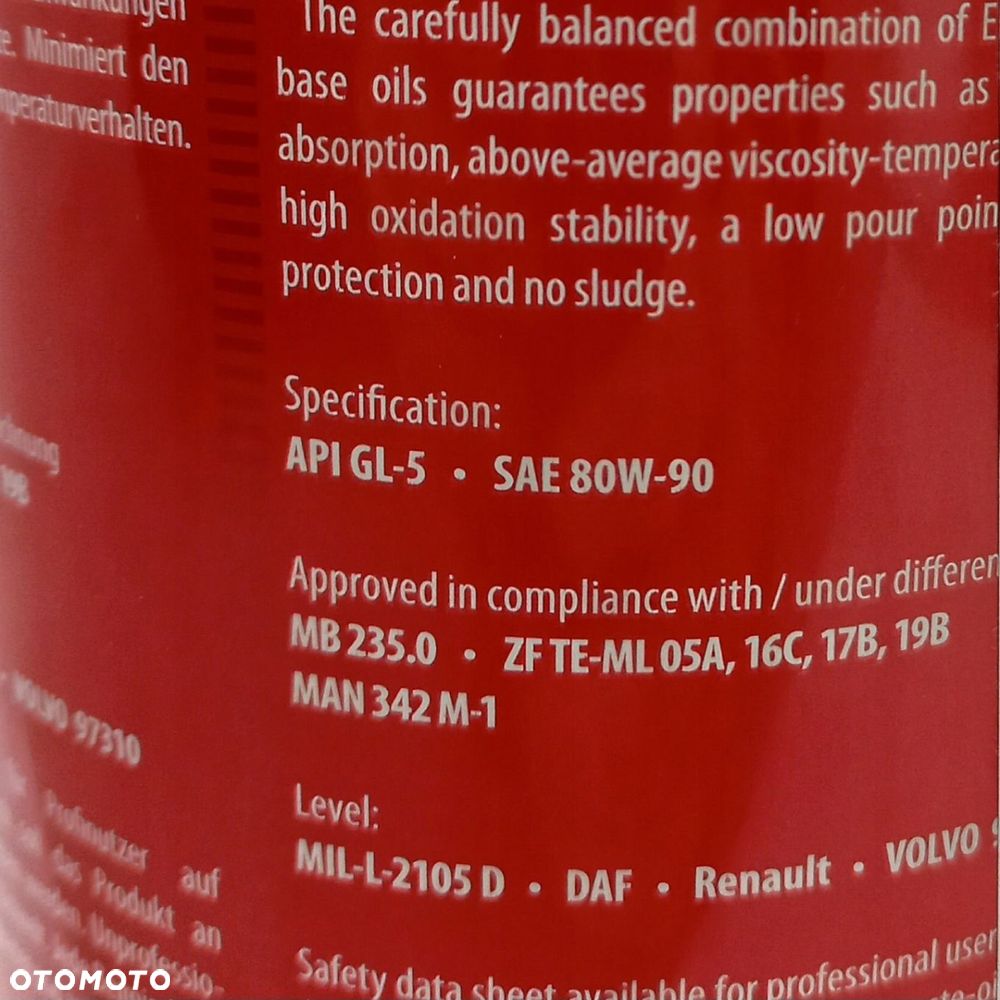 den
e. Minimiert den
mperaturverhalten.
VOLVO 97310
Profinutzer auf
das Produkt an
The carefully balanced combination of E
base oils guarantees properties such as
absorption, above-average viscosity-tempera
high oxidation stability, a low pour poin
protection and no sludge.
Specification:
API GL-5 • SAE 80W-90
Approved in compliance with / under differen
MB 235.0 • ZF TE-ML 05A, 16C, 17B, 19B
MAN 342 M-1
Level:
MIL-L-2105 D • DAF • Renault • VOLVO 9
Safety data sheet available for professional user
OTOMOTO